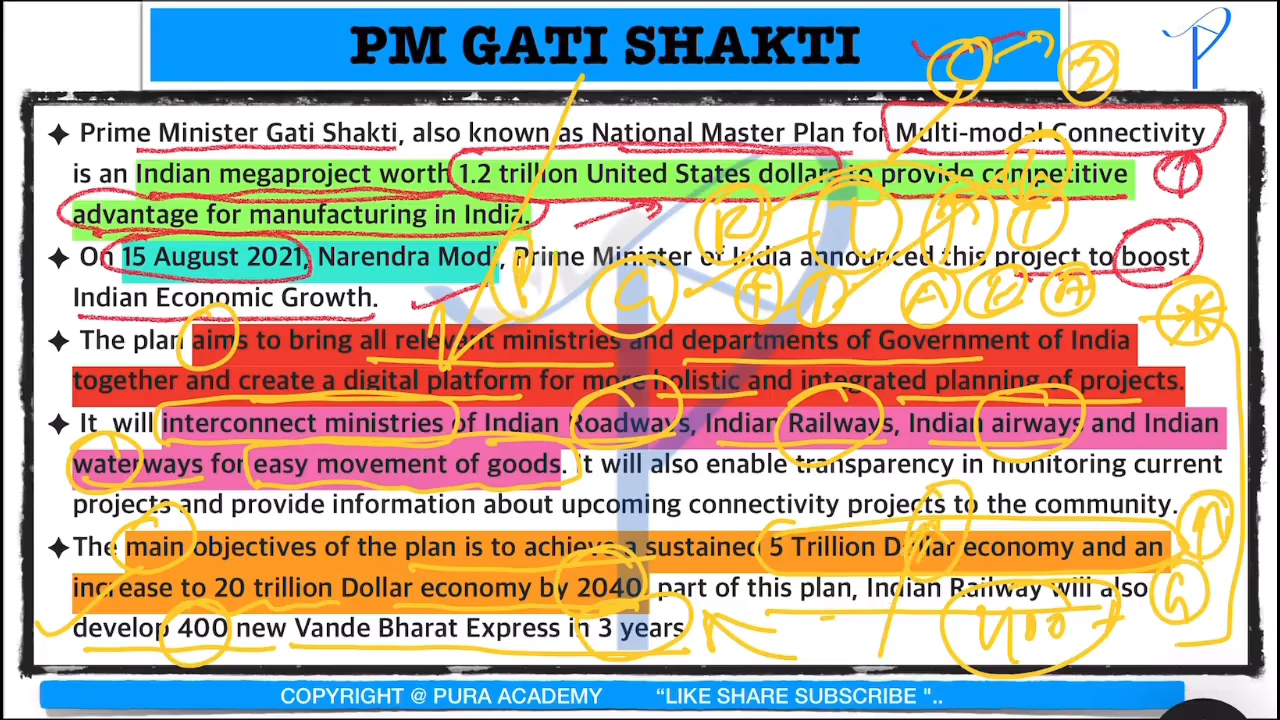 PM GATI SHAKTI
P
Prime Minister Gati Shakti, also known as National Master Plan for Multi-modal Connectivity
is an Indian megaproject worth 1.2 trillion United States dollars to provide competitive
advantage for manufacturing in India.
On 15 August 2021, Narendra Modi, Prime Minister of India announced this project to boost
Indian Economic Growth.
The plan aims to bring all relevant ministries and departments of Government of India
together and create a digital platform for more holistic and integrated planning of projects.
It will interconnect ministries of Indian Roadways, Indian Railways, Indian airways and Indian
waterways for easy movement of goods. It will also enable transparency in monitoring current
projects and provide information about upcoming connectivity projects to the community.
The main objectives of the plan is to achieve a sustained 5 Trillion Dollar economy and an
increase to 20 trillion Dollar economy by 2040, part of this plan, Indian Railway will also
develop 400 new Vande Bharat Express in 3 years
400
COPYRIGHT @ PURA ACADEMY “LIKE SHARE SUBSCRIBE "..